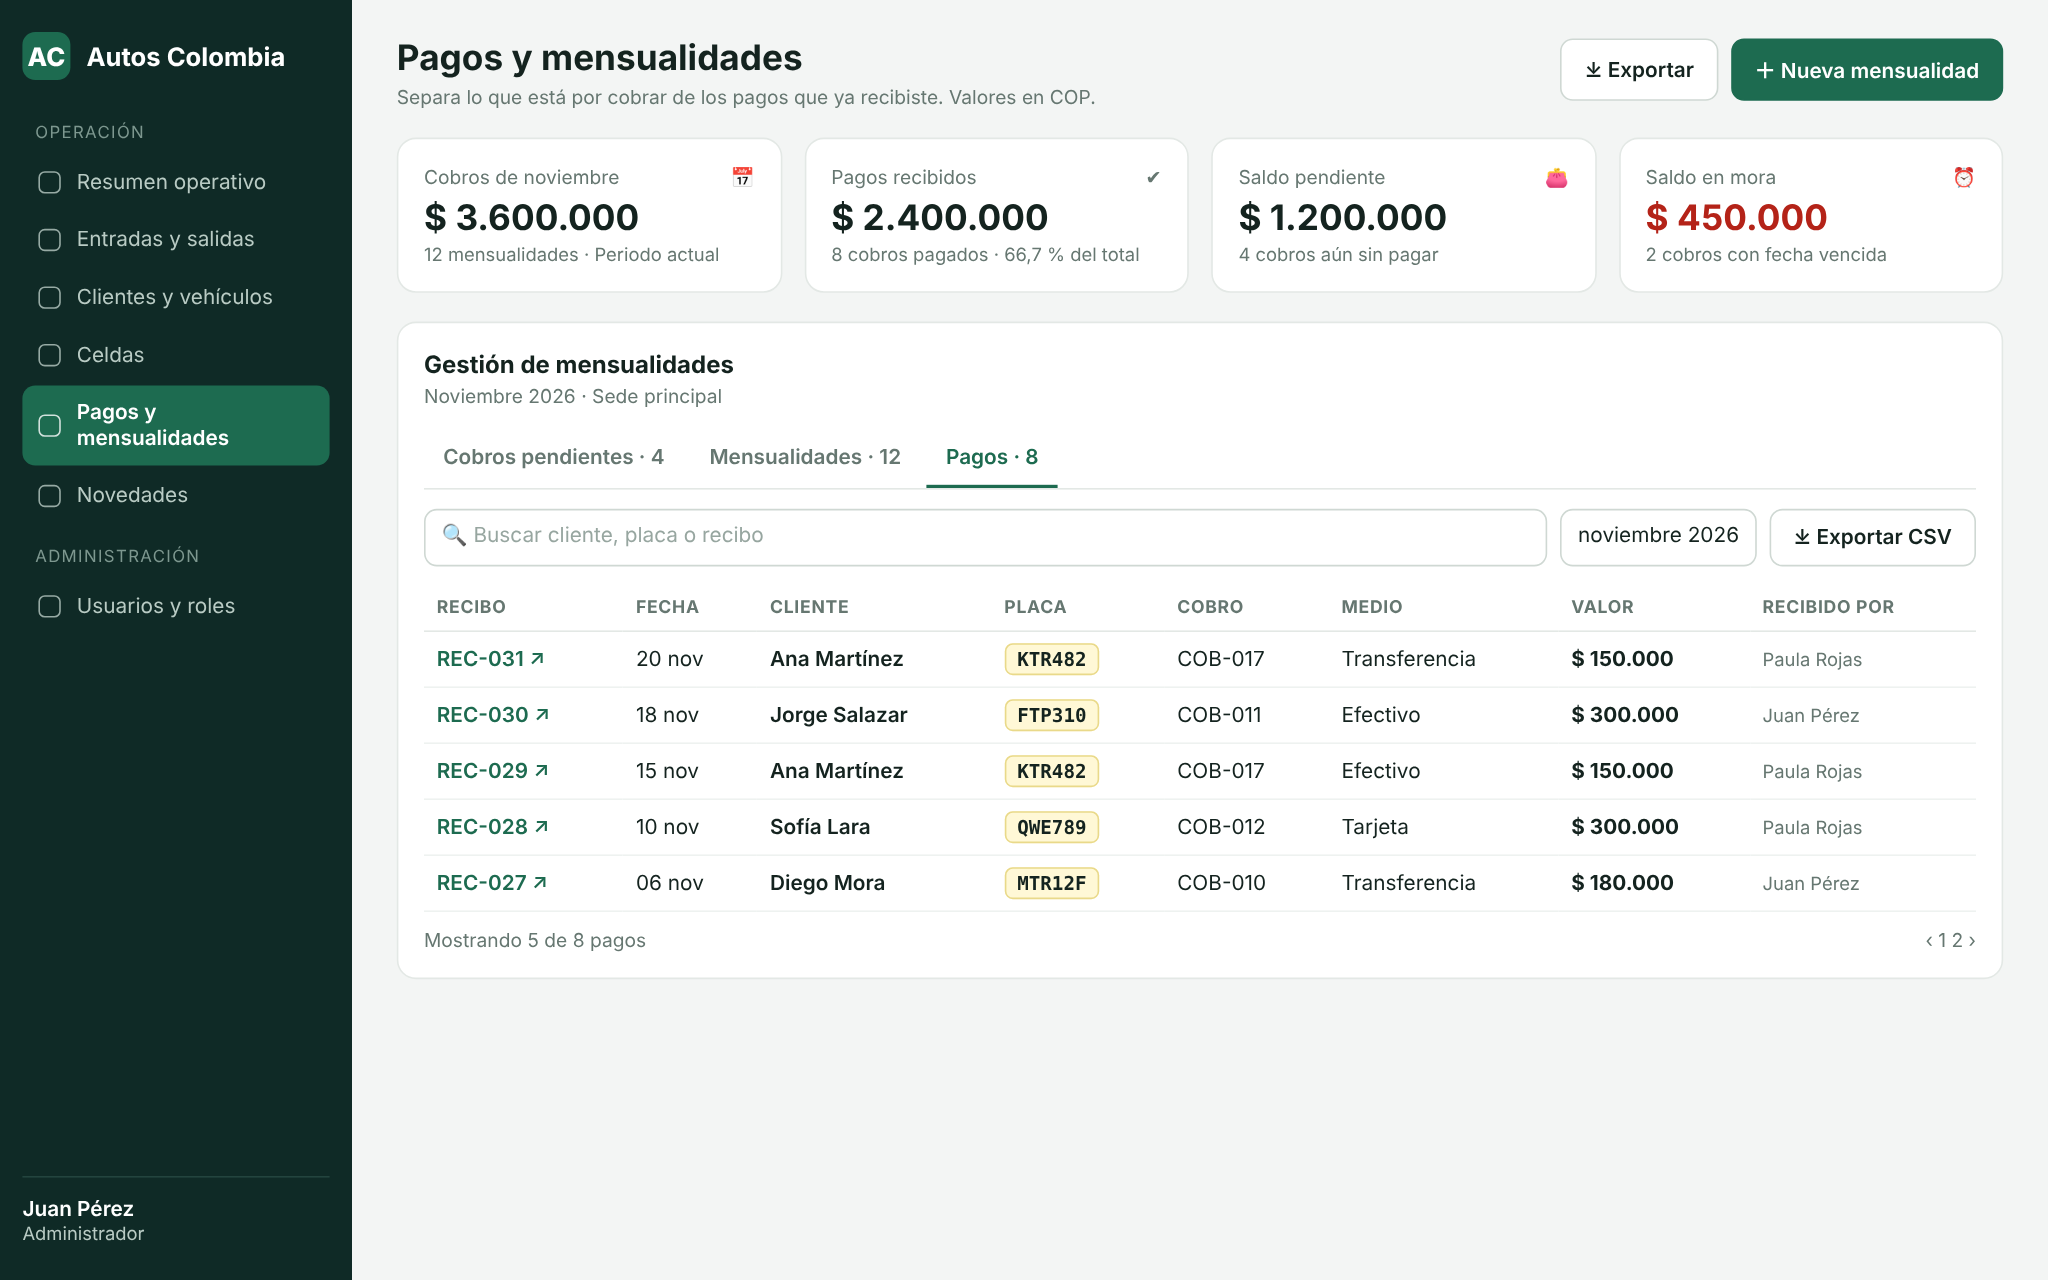 AC Autos Colombia
OPERACIÓN
Resumen operativo
Entradas y salidas
Clientes y vehículos
Celdas
Pagos y
mensualidades
Novedades
ADMINISTRACIÓN
Usuarios y roles
Juan Pérez
Administrador
Pagos y mensualidades
Separa lo que está por cobrar de los pagos que ya recibiste. Valores en COP.
Exportar
+ Nueva mensualidad
Cobros de noviembre
$ 3.600.000
12 mensualidades · Periodo actual
Pagos recibidos
$ 2.400.000
8 cobros pagados · 66,7 % del total
Saldo pendiente
$ 1.200.000
4 cobros aún sin pagar
Saldo en mora
$ 450.000
2 cobros con fecha vencida
Gestión de mensualidades
Noviembre 2026 · Sede principal
Cobros pendientes · 4 Mensualidades · 12 Pagos · 8
Buscar cliente, placa o recibo
noviembre 2026
Exportar CSV
RECIBO FECHA CLIENTE PLACA COBRO MEDIO VALOR RECIBIDO POR
REC-031 ↗ 20 nov Ana Martínez KTR482 COB-017 Transferencia $ 150.000 Paula Rojas
REC-030 ↗ 18 nov Jorge Salazar FTP310 COB-011 Efectivo $ 300.000 Juan Pérez
REC-029 ↗ 15 nov Ana Martínez KTR482 COB-017 Efectivo $ 150.000 Paula Rojas
REC-028 ↗ 10 nov Sofía Lara QWE789 COB-012 Tarjeta $ 300.000 Paula Rojas
REC-027 ↗ 06 nov Diego Mora MTR12F COB-010 Transferencia $ 180.000 Juan Pérez
Mostrando 5 de 8 pagos
‹ 1 2 ›